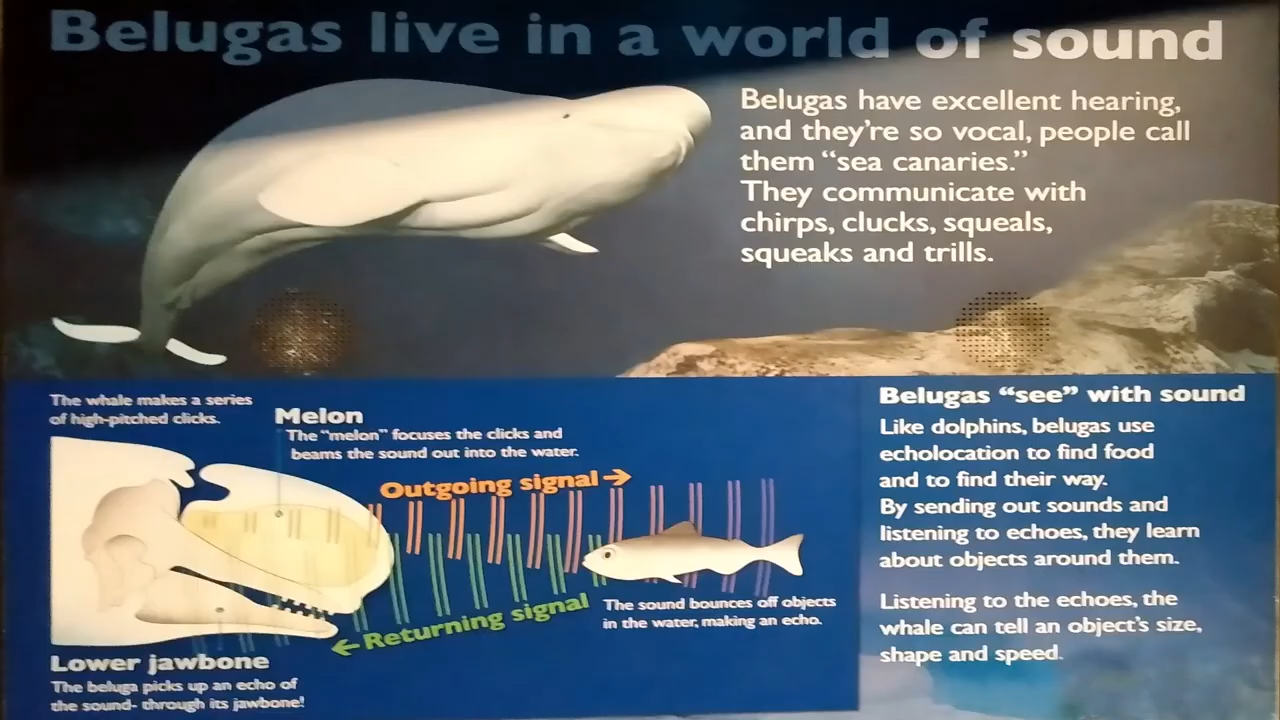 Belugas live in a world of sound
Belugas have excellent hearing,
and they're so vocal, people call
them "sea canaries."
They communicate with
chirps, clucks, squeals,
squeaks and trills.
The whale makes a series
of high-pitched clicks.
Melon
The "melon" focuses the clicks and
beams the sound out into the water.
Outgoing signal →
← Returning signal
The sound bounces off objects
in the water, making an echo.
Lower jawbone
The beluga picks up an echo of
the sound- through its jawbone!
Belugas "see" with sound
Like dolphins, belugas use
echolocation to find food
and to find their way.
By sending out sounds and
listening to echoes, they learn
about objects around them.
Listening to the echoes, the
whale can tell an object's size,
shape and speed.